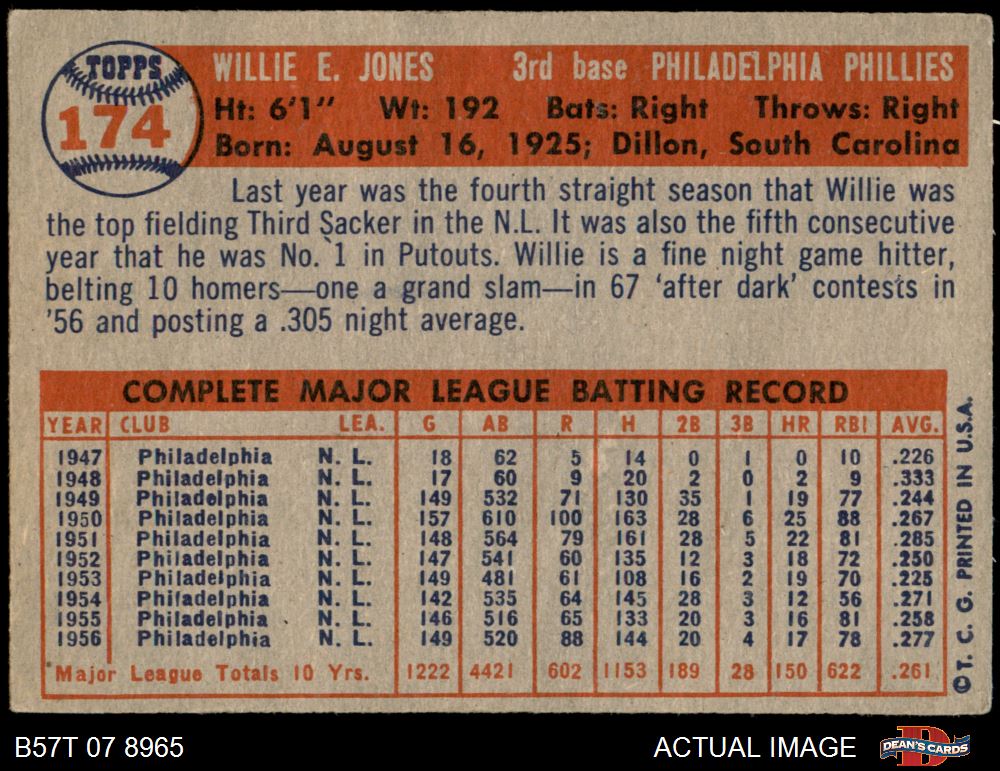 TOPPS
174
WILLIE E. JONES 3rd base PHILADELPHIA PHILLIES
Ht: 6'1" Wt: 192 Bats: Right Throws: Right
Born: August 16, 1925; Dillon, South Carolina
Last year was the fourth straight season that Willie was
the top fielding Third Sacker in the N.L. It was also the fifth consecutive
year that he was No. 1 in Putouts. Willie is a fine night game hitter,
belting 10 homers—one a grand slam—in 67 'after dark' contests in
'56 and posting a .305 night average.
COMPLETE MAJOR LEAGUE BATTING RECORD
YEAR CLUB LEA. G AB R H 2B 3B HR RBI AVG.
1947 Philadelphia N. L. 18 62 5 14 0 1 0 10 .226
1948 Philadelphia N. L. 17 60 9 20 2 0 2 9 .333
1949 Philadelphia N. L. 149 532 71 130 35 1 19 77 .244
1950 Philadelphia N. L. 157 610 100 163 28 6 25 88 .267
1951 Philadelphia N. L. 148 564 79 161 28 5 22 81 .285
1952 Philadelphia N. L. 147 541 60 135 12 3 18 72 .250
1953 Philadelphia N. L. 149 481 61 108 16 2 19 70 .225
1954 Philadelphia N. L. 142 535 64 145 28 3 12 56 .271
1955 Philadelphia N. L. 146 516 65 133 20 3 16 81 .258
1956 Philadelphia N. L. 149 520 88 144 20 4 17 78 .277
Major League Totals 10 Yrs. 1222 4421 602 1153 189 28 150 622 .261
©T. C. G. PRINTED IN U.S.A.
B57T 07 8965 ACTUAL IMAGE DEAN'S CARDS